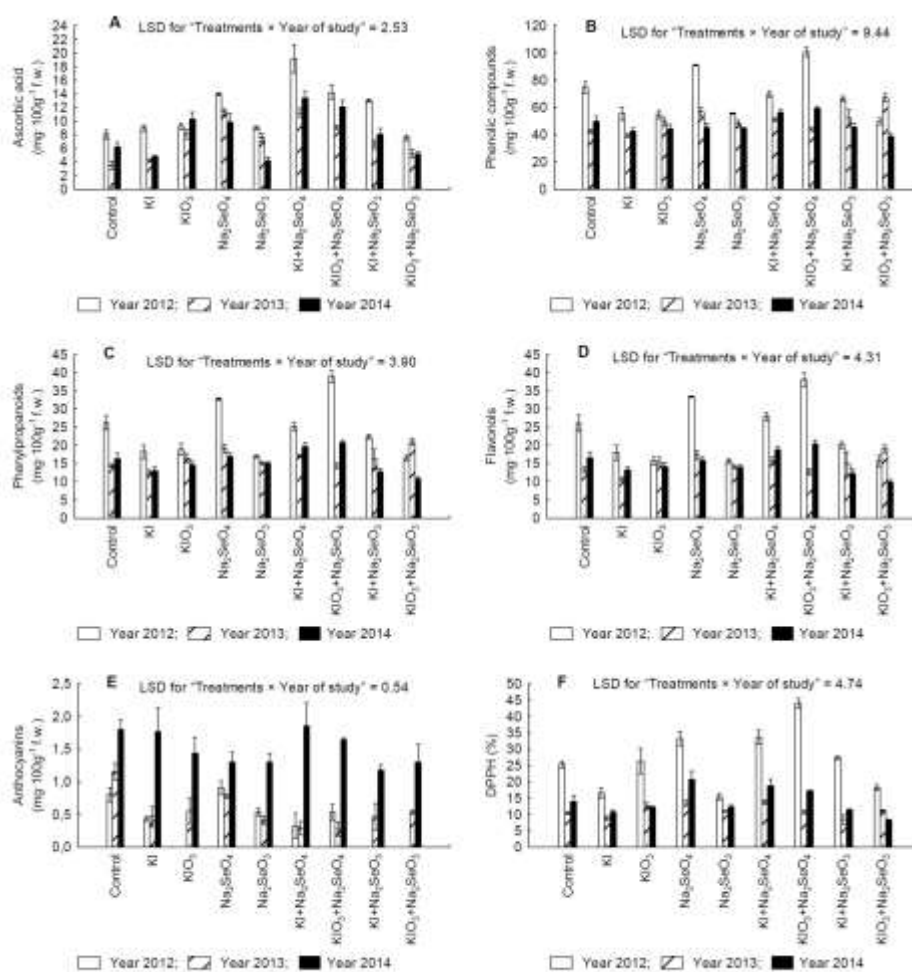 A LSD for "Treatments × Year of study" = 2.53
Ascorbic acid
(mg 100g⁻¹ f.w.)
24
22
20
18
16
14
12
10
8
6
4
2
0
Control
KI
KIO₃
Na₂SeO₄
Na₂SeO₃
KI+Na₂SeO₄
KIO₃+Na₂SeO₄
KI+Na₂SeO₃
KIO₃+Na₂SeO₃
Year 2012; Year 2013; Year 2014
B LSD for "Treatments × Year of study" = 9.44
Phenolic compounds
(mg 100g⁻¹ f.w.)
120
100
80
60
40
20
0
Control
KI
KIO₃
Na₂SeO₄
Na₂SeO₃
KI+Na₂SeO₄
KIO₃+Na₂SeO₄
KI+Na₂SeO₃
KIO₃+Na₂SeO₃
Year 2012; Year 2013; Year 2014
C LSD for "Treatments × Year of study" = 3.90
Phanylpropanoids
(mg 100g⁻¹ f.w.)
45
40
35
30
25
20
15
10
5
0
Control
KI
KIO₃
Na₂SeO₄
Na₂SeO₃
KI+Na₂SeO₄
KIO₃+Na₂SeO₄
KI+Na₂SeO₃
KIO₃+Na₂SeO₃
Year 2012; Year 2013; Year 2014
D LSD for "Treatments × Year of study" = 4.31
Flavonols
(mg 100g⁻¹ f.w.)
45
40
35
30
25
20
15
10
5
0
Control
KI
KIO₃
Na₂SeO₄
Na₂SeO₃
KI+Na₂SeO₄
KIO₃+Na₂SeO₄
KI+Na₂SeO₃
KIO₃+Na₂SeO₃
Year 2012; Year 2013; Year 2014
E LSD for "Treatments × Year of study" = 0.54
Anthocyanins
(mg 100g⁻¹ f.w.)
2,5
2,0
1,5
1,0
0,5
0,0
Control
KI
KIO₃
Na₂SeO₄
Na₂SeO₃
KI+Na₂SeO₄
KIO₃+Na₂SeO₄
KI+Na₂SeO₃
KIO₃+Na₂SeO₃
Year 2012; Year 2013; Year 2014
F LSD for "Treatments × Year of study" = 4.74
DPPH (%)
50
45
40
35
30
25
20
15
10
5
0
Control
KI
KIO₃
Na₂SeO₄
Na₂SeO₃
KI+Na₂SeO₄
KIO₃+Na₂SeO₄
KI+Na₂SeO₃
KIO₃+Na₂SeO₃
Year 2012; Year 2013; Year 2014